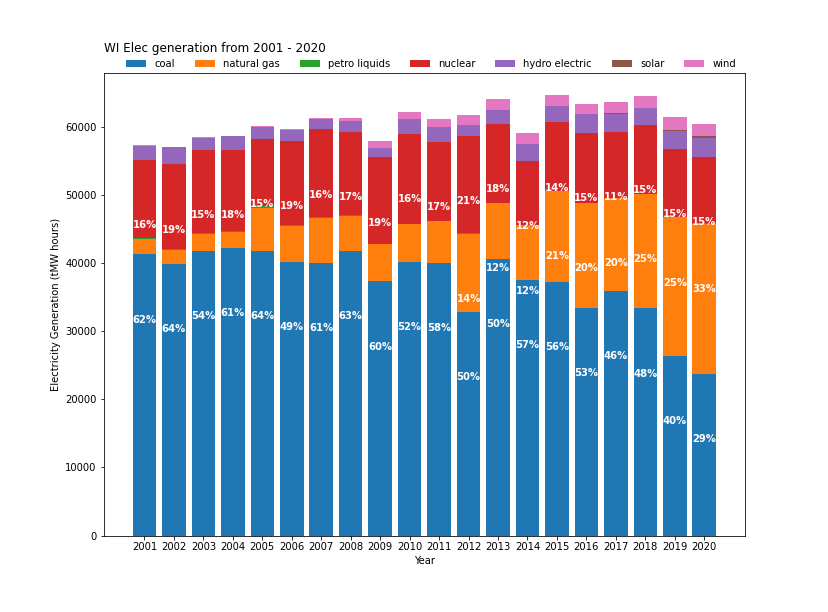 WI Elec generation from 2001 - 2020
coal natural gas petro liquids nuclear hydro electric solar wind
Electricity Generation (tMW hours)
60000
50000
40000
30000
20000
10000
0
16% 19% 15% 18% 15% 19% 16% 17% 19% 16% 17% 21% 18% 12% 14% 15% 11% 15% 15% 15%
14% 12% 12% 21% 20% 20% 25% 25% 33%
62% 64% 54% 61% 64% 49% 61% 63% 60% 52% 58% 50% 50% 57% 56% 53% 46% 48% 40% 29%
2001 2002 2003 2004 2005 2006 2007 2008 2009 2010 2011 2012 2013 2014 2015 2016 2017 2018 2019 2020
Year